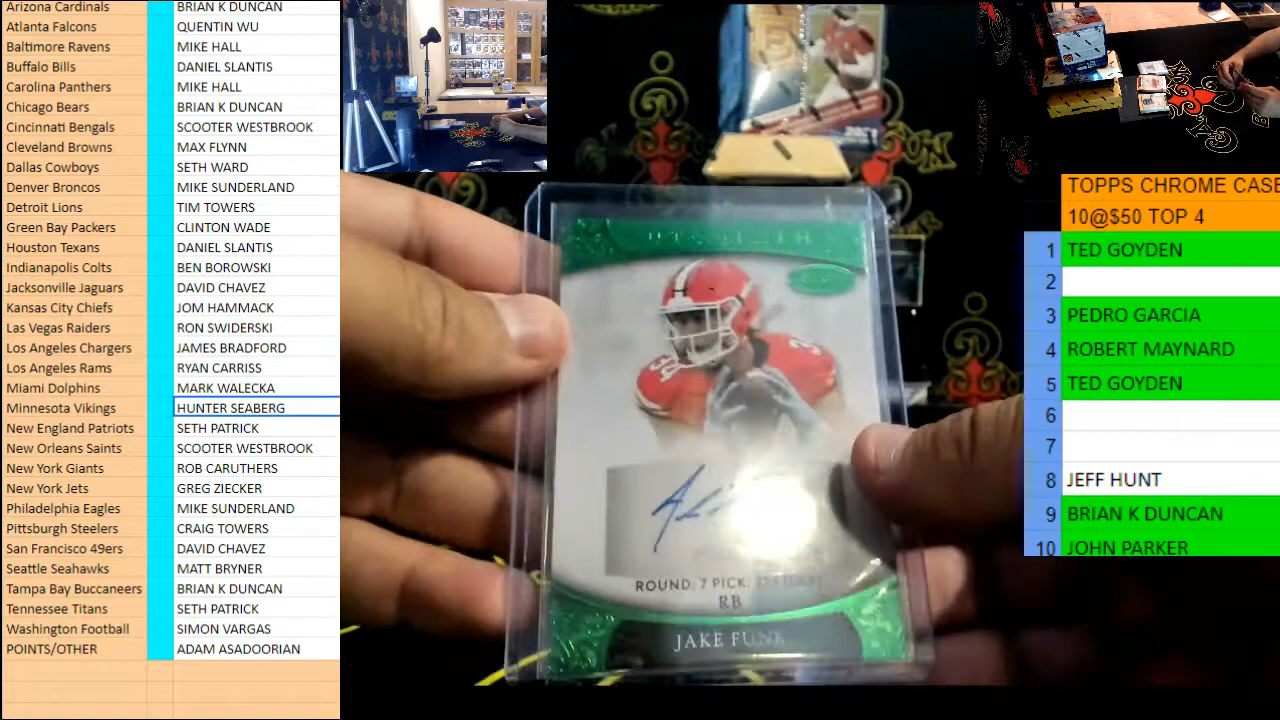 Arizona Cardinals BRIAN K DUNCAN
Atlanta Falcons QUENTIN WU
Baltimore Ravens MIKE HALL
Buffalo Bills DANIEL SLANTIS
Carolina Panthers MIKE HALL
Chicago Bears BRIAN K DUNCAN
Cincinnati Bengals SCOOTER WESTBROOK
Cleveland Browns MAX FLYNN
Dallas Cowboys SETH WARD
Denver Broncos MIKE SUNDERLAND
Detroit Lions TIM TOWERS
Green Bay Packers CLINTON WADE
Houston Texans DANIEL SLANTIS
Indianapolis Colts BEN BOROWSKI
Jacksonville Jaguars DAVID CHAVEZ
Kansas City Chiefs JOM HAMMACK
Las Vegas Raiders RON SWIDERSKI
Los Angeles Chargers JAMES BRADFORD
Los Angeles Rams RYAN CARRISS
Miami Dolphins MARK WALECKA
Minnesota Vikings HUNTER SEABERG
New England Patriots SETH PATRICK
New Orleans Saints SCOOTER WESTBROOK
New York Giants ROB CARUTHERS
New York Jets GREG ZIECKER
Philadelphia Eagles MIKE SUNDERLAND
Pittsburgh Steelers CRAIG TOWERS
San Francisco 49ers DAVID CHAVEZ
Seattle Seahawks MATT BRYNER
Tampa Bay Buccaneers BRIAN K DUNCAN
Tennessee Titans SETH PATRICK
Washington Football SIMON VARGAS
POINTS/OTHER ADAM ASADOORIAN
ROUND: 7 PICK:
RB
JAKE FUNK
TOPPS CHROME CASE
10@$50 TOP 4
1 TED GOYDEN
2
3 PEDRO GARCIA
4 ROBERT MAYNARD
5 TED GOYDEN
6
7
8 JEFF HUNT
9 BRIAN K DUNCAN
10 JOHN PARKER